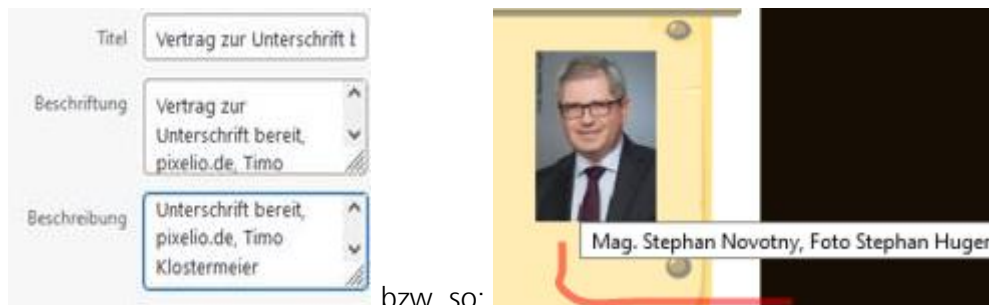 Titel
Vertrag zur Unterschrift b
Beschriftung
Vertrag zur
Unterschrift bereit,
pixelio.de, Timo
Beschreibung
Unterschrift bereit,
pixelio.de, Timo
Klostermeier
bzw. so:
Mag. Stephan Novotny, Foto Stephan Huger